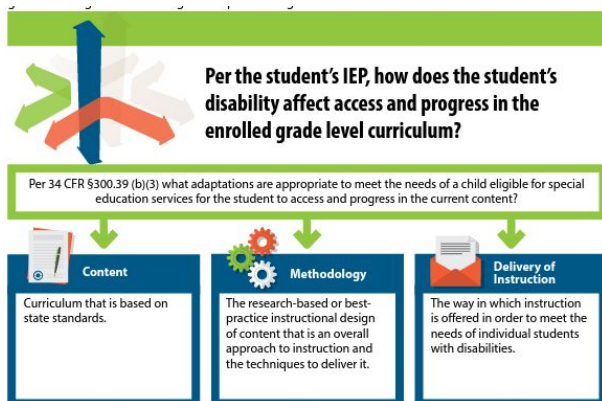 Per the student's IEP, how does the student's
disability affect access and progress in the
enrolled grade level curriculum?
Per 34 CFR §300.39 (b)(3) what adaptations are appropriate to meet the needs of a child eligible for special
education services for the student to access and progress in the current content?
Content
Curriculum that is based on
state standards.
Methodology
The research-based or best-
practice instructional design
of content that is an overall
approach to instruction and
the techniques to deliver it.
Delivery of
Instruction
The way in which instruction
is offered in order to meet the
needs of individual students
with disabilities.